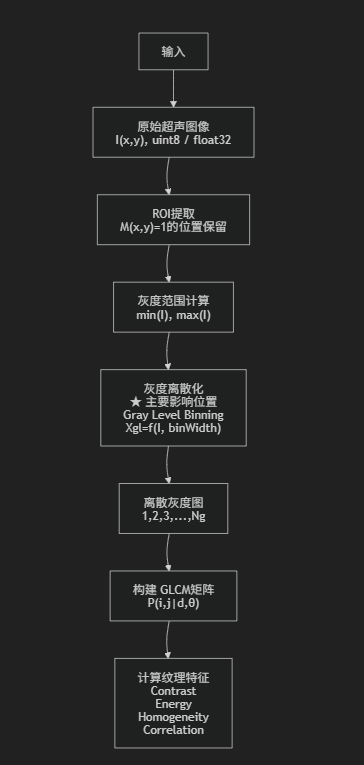 输入
原始超声图像
I(x,y), uint8 / float32
ROI提取
M(x,y)=1的位置保留
灰度范围计算
min(I), max(I)
灰度离散化
★ 主要影响位置
Gray Level Binning
Xgl=f(I, binWidth)
离散灰度图
1,2,3,...,Ng
构建 GLCM矩阵
P(i,j|d,θ)
计算纹理特征
Contrast
Energy
Homogeneity
Correlation